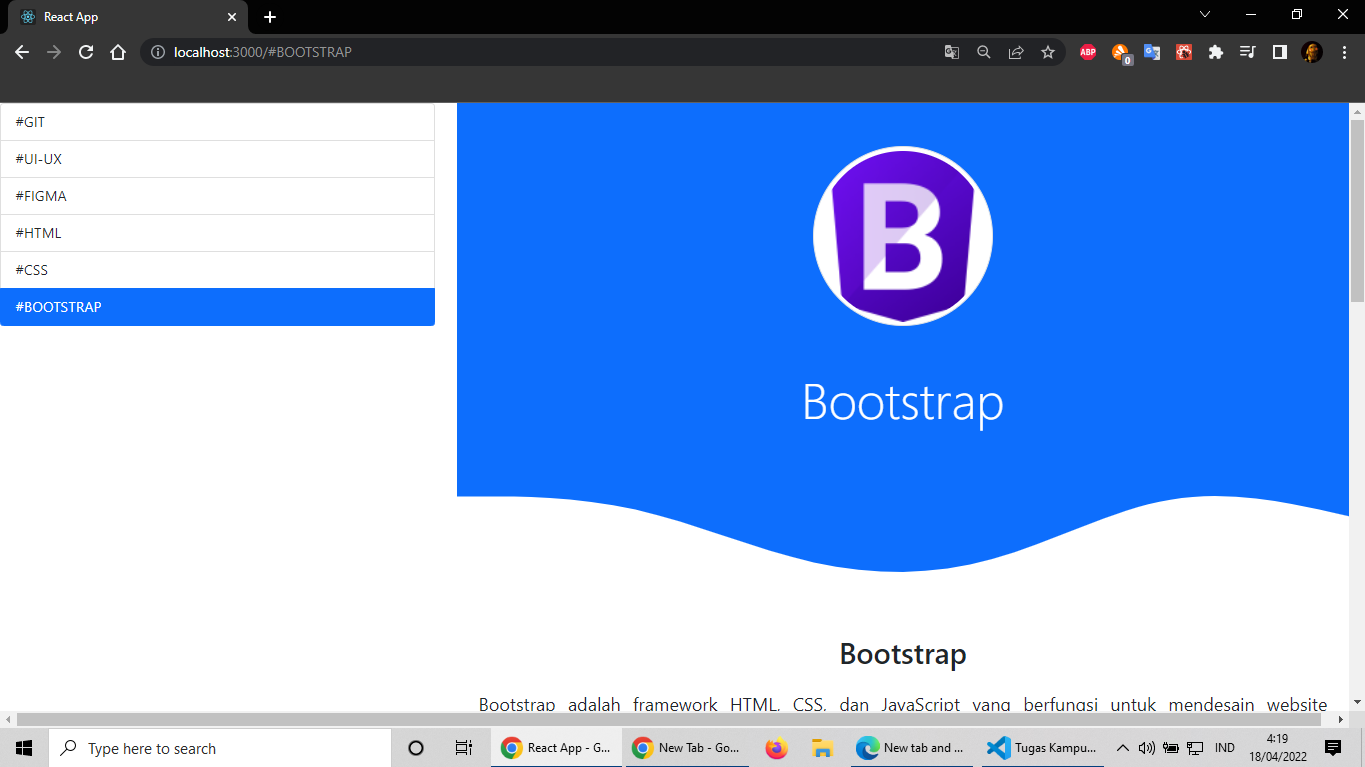 React App
localhost:3000/#BOOTSTRAP
ABP
0
#GIT
#UI-UX
#FIGMA
#HTML
#CSS
#BOOTSTRAP
B
Bootstrap
Bootstrap
Bootstrap adalah framework HTML, CSS, dan JavaScript yang berfungsi untuk mendesain website
Type here to search
React App - G...
New Tab - Go...
New tab and ...
Tugas Kampu...
IND
4:19
18/04/2022